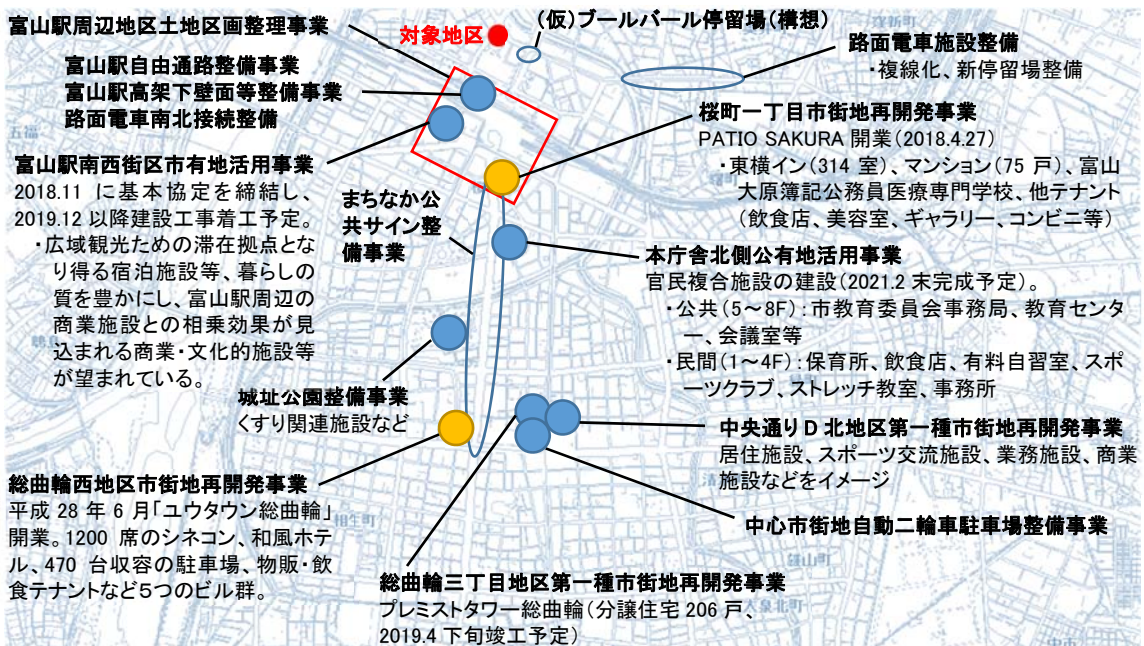 富山駅周辺地区土地区画整理事業
対象地区
(仮)ブールバール停留場(構想)
路面電車施設整備
・複線化、新停留場整備
富山駅自由通路整備事業
富山駅高架下壁面等整備事業
路面電車南北接続整備
桜町一丁目市街地再開発事業
PATIO SAKURA 開業(2018.4.27)
・東横イン(314 室)、マンション(75 戸)、富山
大原簿記公務員医療専門学校、他テナント
(飲食店、美容室、ギャラリー、コンビニ等)
富山駅南西街区市有地活用事業
2018.11 に基本協定を締結し、
2019.12 以降建設工事着工予定。
・広域観光ための滞在拠点とな
り得る宿泊施設等、暮らしの
質を豊かにし、富山駅周辺の
商業施設との相乗効果が見
込まれる商業・文化的施設等
が望まれている。
まちなか公
共サイン整
備事業
本庁舎北側公有地活用事業
官民複合施設の建設(2021.2 末完成予定)。
・公共(5~8F):市教育委員会事務局、教育センタ
ー、会議室等
・民間(1~4F):保育所、飲食店、有料自習室、スポ
ーツクラブ、ストレッチ教室、事務所
城址公園整備事業
くすり関連施設など
中央通りD 北地区第一種市街地再開発事業
居住施設、スポーツ交流施設、業務施設、商業
施設などをイメージ
総曲輪西地区市街地再開発事業
平成 28 年 6 月「ユウタウン総曲輪」
開業。1200 席のシネコン、和風ホテ
ル、470 台収容の駐車場、物販・飲
食テナントなど5つのビル群。
中心市街地自動二輪車駐車場整備事業
総曲輪三丁目地区第一種市街地再開発事業
プレミストタワー総曲輪(分譲住宅 206 戸、
2019.4 下旬竣工予定)